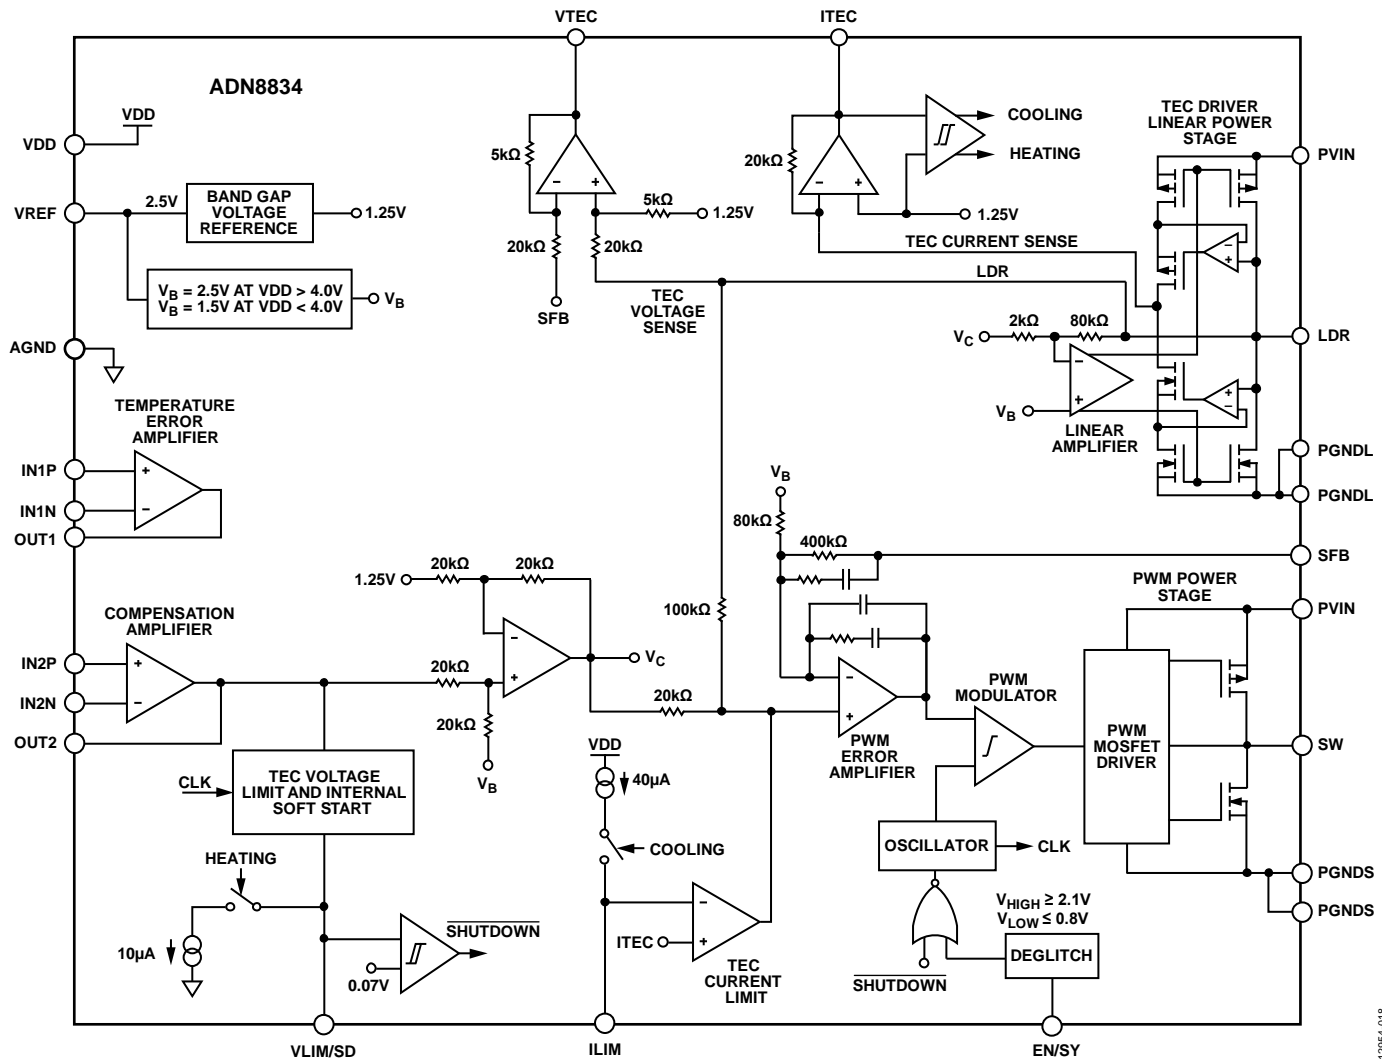 VTEC
ITEC
ADN8834
VDD
VDD
VREF
2.5V
BAND GAP
VOLTAGE
REFERENCE
1.25V
VB = 2.5V AT VDD > 4.0V
VB = 1.5V AT VDD < 4.0V
VB
AGND
5kΩ
5kΩ
1.25V
20kΩ
20kΩ
SFB
TEC
VOLTAGE
SENSE
20kΩ
COOLING
HEATING
1.25V
TEC CURRENT SENSE
LDR
TEC DRIVER
LINEAR POWER
STAGE
PVIN
VC
2kΩ
80kΩ
LDR
VB
LINEAR
AMPLIFIER
PGNDL
PGNDL
TEMPERATURE
ERROR
AMPLIFIER
IN1P
IN1N
OUT1
COMPENSATION
AMPLIFIER
IN2P
IN2N
OUT2
1.25V
20kΩ
20kΩ
20kΩ
20kΩ
VB
VC
20kΩ
100kΩ
VB
80kΩ
400kΩ
SFB
PWM
ERROR
AMPLIFIER
PWM
MODULATOR
PWM POWER
STAGE
PVIN
PWM
MOSFET
DRIVER
SW
PGNDS
PGNDS
CLK
TEC VOLTAGE
LIMIT AND INTERNAL
SOFT START
HEATING
10µA
0.07V
SHUTDOWN
VDD
40µA
COOLING
ITEC
TEC
CURRENT
LIMIT
OSCILLATOR
CLK
SHUTDOWN
VHIGH ≥ 2.1V
VLOW ≤ 0.8V
DEGLITCH
VLIM/SD
ILIM
EN/SY
12954-018